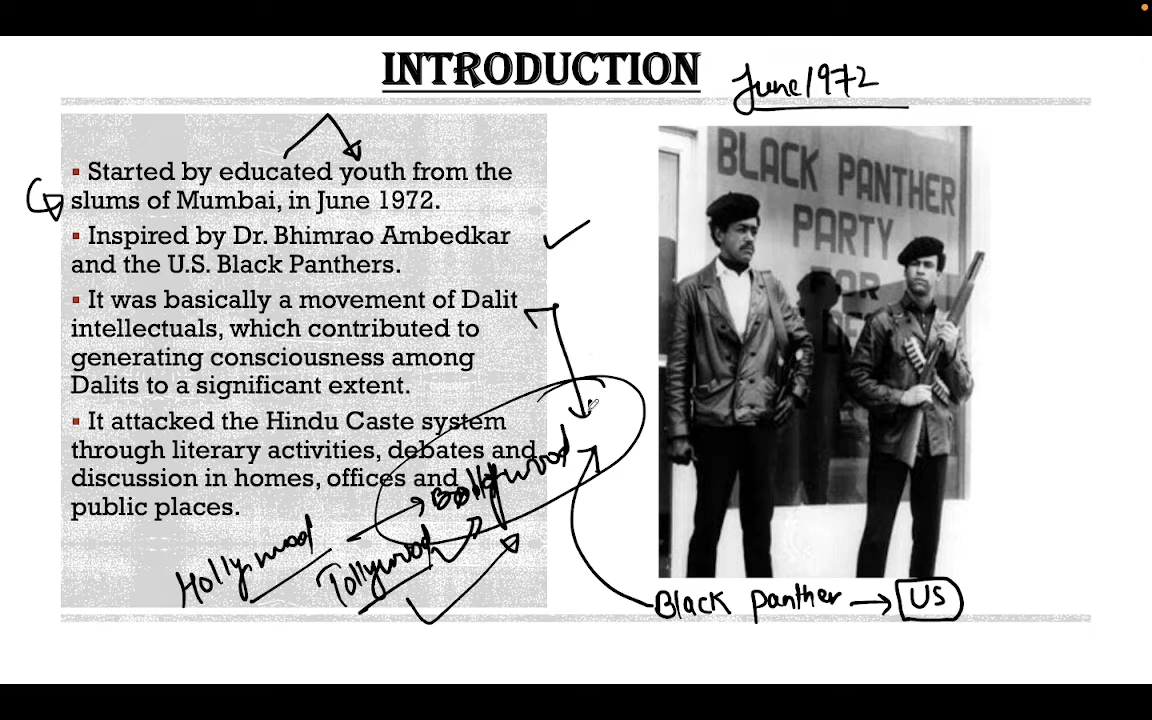 INTRODUCTION
June 1972
▪ Started by educated youth from the
slums of Mumbai, in June 1972.
▪ Inspired by Dr. Bhimrao Ambedkar
and the U.S. Black Panthers.
▪ It was basically a movement of Dalit
intellectuals, which contributed to
generating consciousness among
Dalits to a significant extent.
▪ It attacked the Hindu Caste system
through literary activities, debates and
discussion in homes, offices and
public places.
Hollywood
Bollywood
Tollywood
BLACK PANTHER
PARTY
FOR
Black panther → US